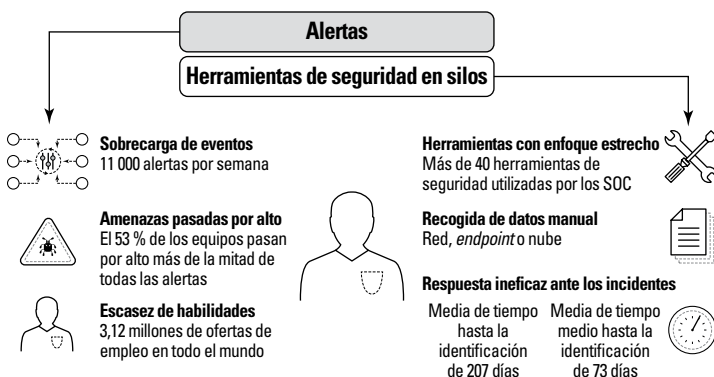 Alertas
Herramientas de seguridad en silos
Sobrecarga de eventos
11 000 alertas por semana
Amenazas pasadas por alto
El 53 % de los equipos pasan
por alto más de la mitad de
todas las alertas
Escasez de habilidades
3,12 millones de ofertas de
empleo en todo el mundo
Herramientas con enfoque estrecho
Más de 40 herramientas de
seguridad utilizadas por los SOC
Recogida de datos manual
Red, endpoint o nube
Respuesta ineficaz ante los incidentes
Media de tiempo
hasta la
identificación
de 207 días
Media de tiempo
medio hasta la
identificación
de 73 días